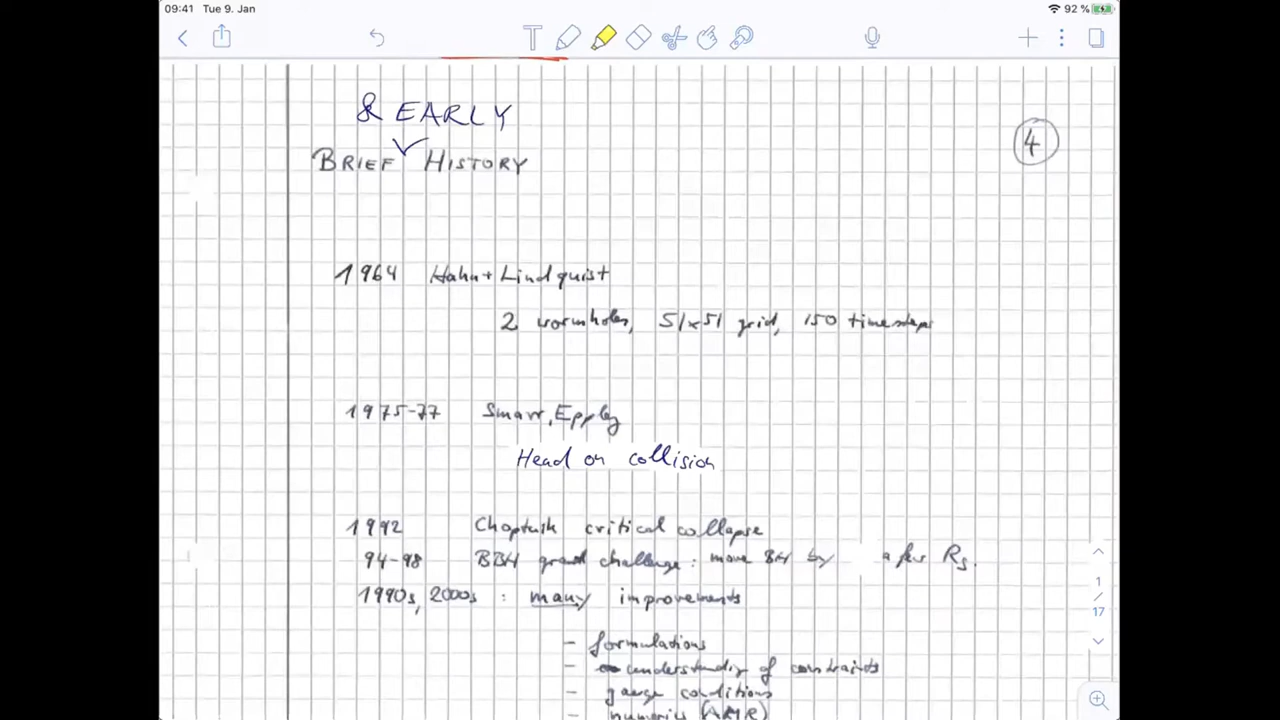 09:41 Tue 9. Jan 92 %
& EARLY
BRIEF HISTORY
4
1964 Hahn + Lindquist
2 wormholes, 51x51 grid, 150 timesteps
1975-77 Smarr, Eppley
Head on collision
1992 Choptuik critical collapse
94-98 BBH grand challenge : move BH by a few Rs.
1990s, 2000s : many improvements
- formulations
- understanding of constraints
- gauge conditions
- numerics (AMR)
1
/
17